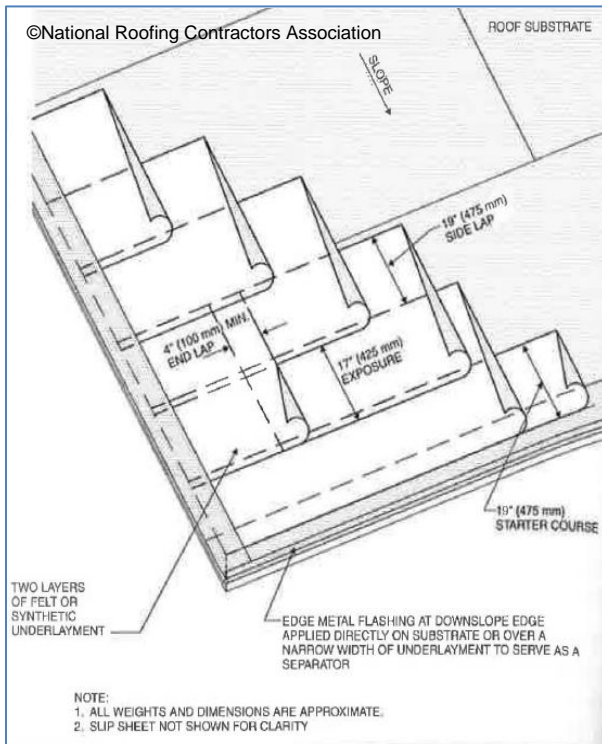 ©National Roofing Contractors Association
ROOF SUBSTRATE
SLOPE
19" (475 mm)
SIDE LAP
4" (100 mm) MIN.
END LAP
17" (425 mm)
EXPOSURE
19" (475 mm)
STARTER COURSE
TWO LAYERS
OF FELT OR
SYNTHETIC
UNDERLAYMENT
EDGE METAL FLASHING AT DOWNSLOPE EDGE
APPLIED DIRECTLY ON SUBSTRATE OR OVER A
NARROW WIDTH OF UNDERLAYMENT TO SERVE AS A
SEPARATOR
NOTE:
1. ALL WEIGHTS AND DIMENSIONS ARE APPROXIMATE.
2. SLIP SHEET NOT SHOWN FOR CLARITY